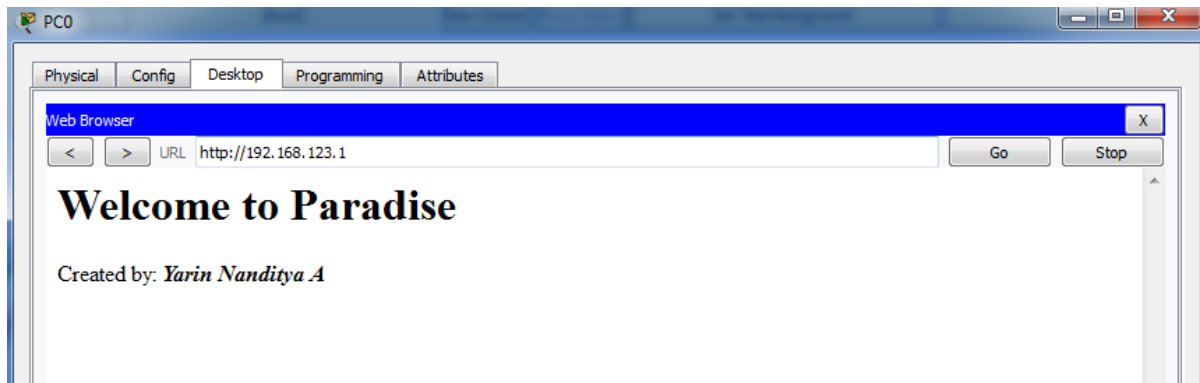 PC0
Physical Config Desktop Programming Attributes
Web Browser X
< > URL http://192.168.123.1 Go Stop
Welcome to Paradise
Created by: Yarin Nanditya A